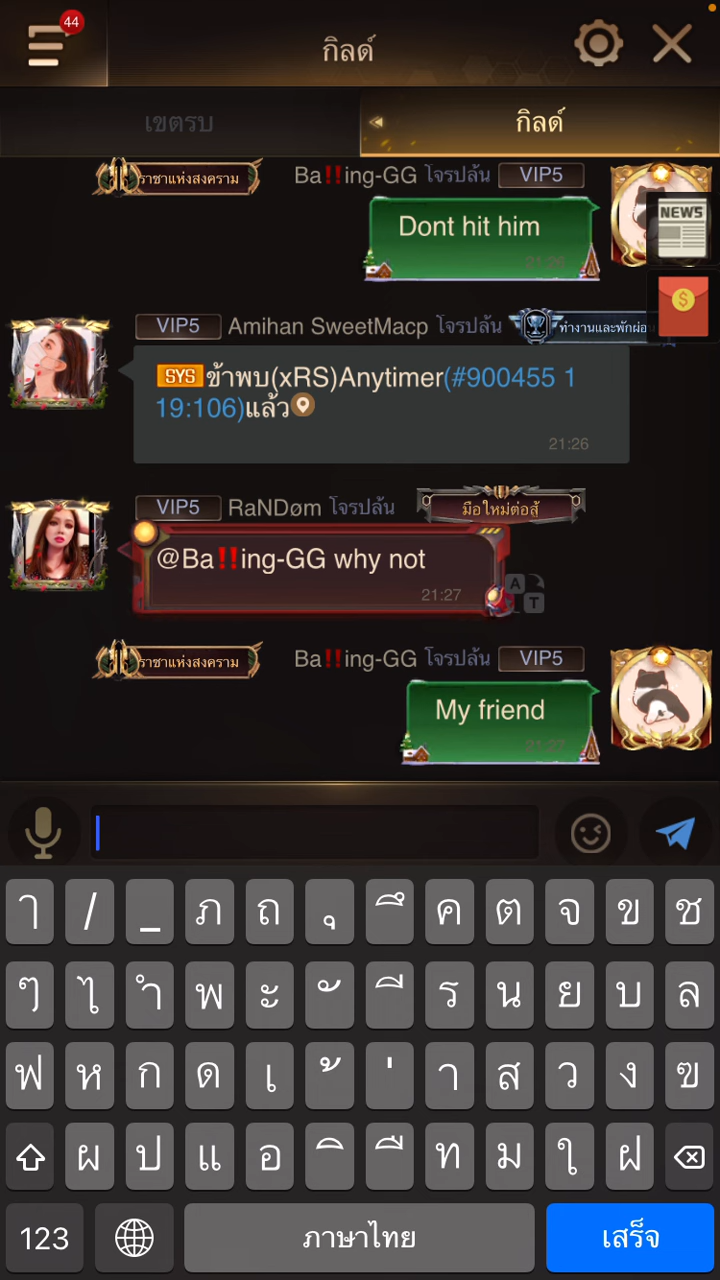 44
กิลด์
เขตรบ
กิลด์
ราชาแห่งสงคราม
Ba‼️ing-GG โจรปล้น VIP5
Dont hit him
21:26
NEWS
VIP5 Amihan SweetMacp โจรปล้น ทำงานและพักผ่อ
SYS ข้าพบ(xRS)Anytimer(#900455 1
19:106)แล้ว
21:26
VIP5 RaNDøm โจรปล้น มือใหม่ต่อสู้
@Ba‼️ing-GG why not
21:27
A
T
ราชาแห่งสงคราม
Ba‼️ing-GG โจรปล้น VIP5
My friend
21:27
ๅ / _ ภ ถ ุ ึ ค ต จ ข ช
ๆ ไ ำ พ ะ ั ี ร น ย บ ล
ฟ ห ก ด เ ้ ่ า ส ว ง ฃ
ผ ป แ อ ิ ื ท ม ใ ฝ
123 ภาษาไทย เสร็จ